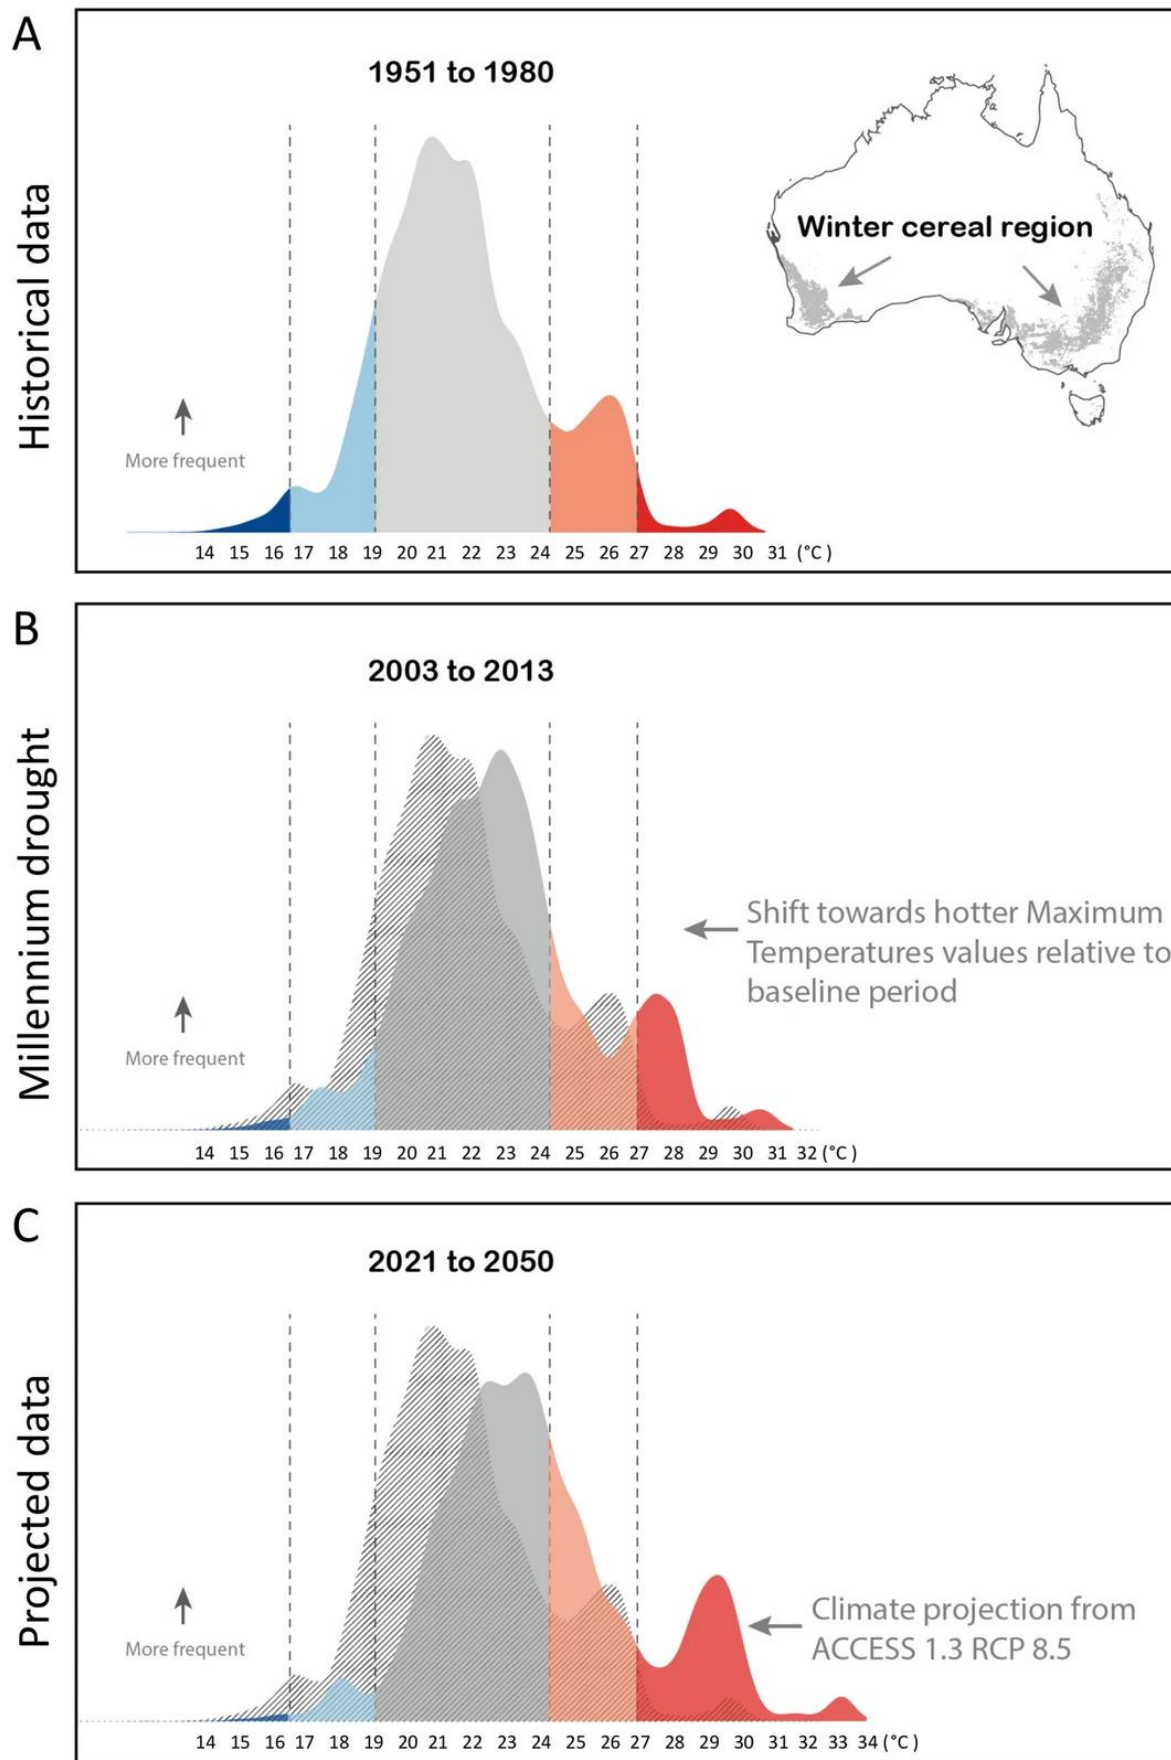 A
Historical data
1951 to 1980
Winter cereal region
More frequent
14 15 16 17 18 19 20 21 22 23 24 25 26 27 28 29 30 31 (°C)
B
Millennium drought
2003 to 2013
Shift towards hotter Maximum
Temperatures values relative to
baseline period
More frequent
14 15 16 17 18 19 20 21 22 23 24 25 26 27 28 29 30 31 32 (°C)
C
Projected data
2021 to 2050
Climate projection from
ACCESS 1.3 RCP 8.5
More frequent
14 15 16 17 18 19 20 21 22 23 24 25 26 27 28 29 30 31 32 33 34 (°C)